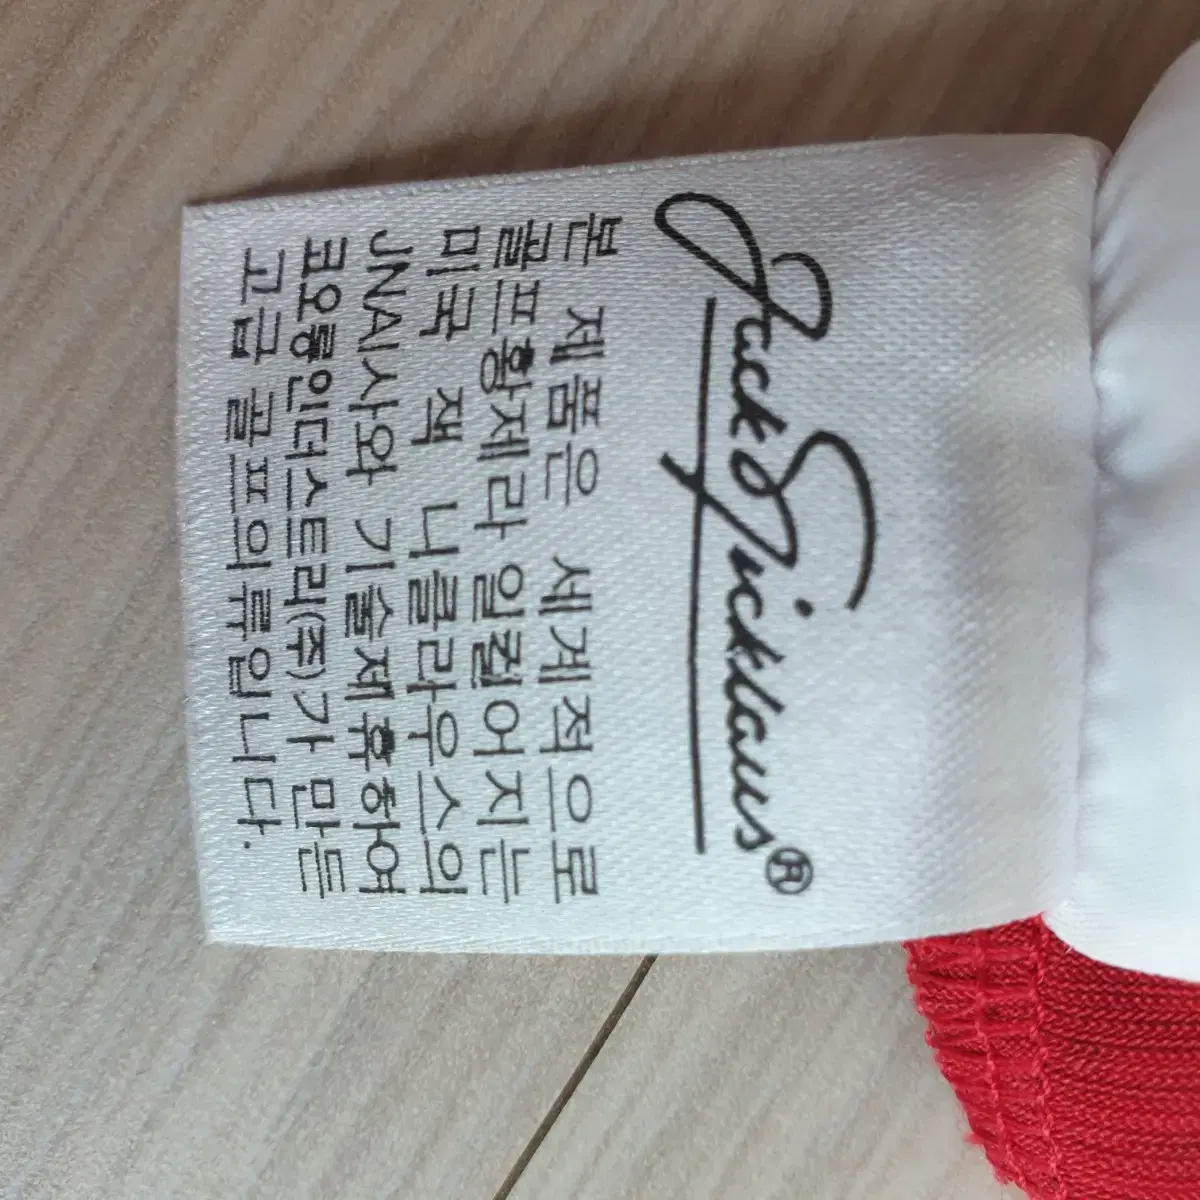 Jack Nicklaus®
본 제품은 세계적으로
골프황제라 일컬어지는
미국 잭 니클라우스의
JNAI사와 기술제휴하여
코오롱인더스트리(주)가 만든
고급 골프의류입니다.